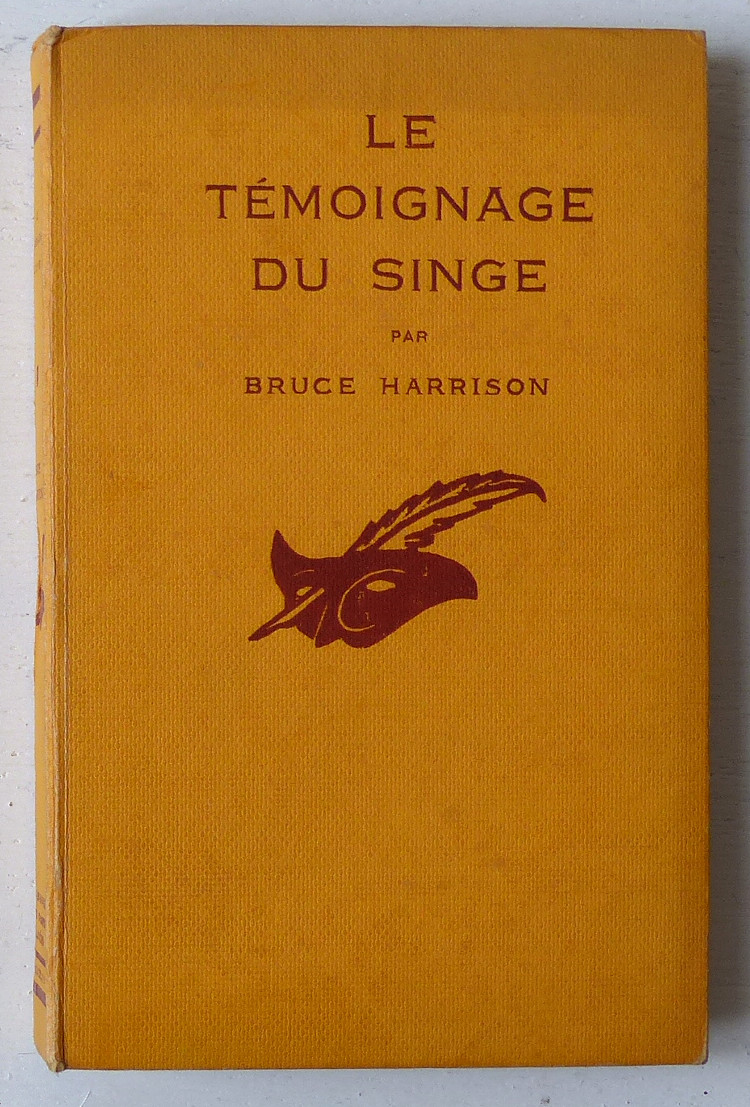 LE
TÉMOIGNAGE
DU SINGE
PAR
BRUCE HARRISON